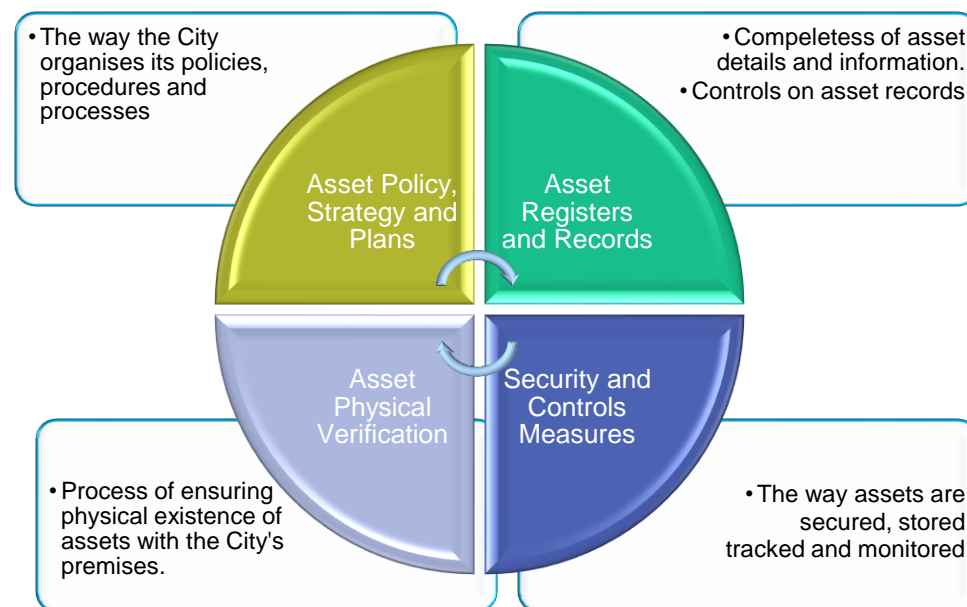 • The way the City
organises its policies,
procedures and
processes
• Compeletess of asset
details and information.
• Controls on asset records
Asset Policy,
Strategy and
Plans
Asset
Registers
and Records
Asset
Physical
Verification
Security and
Controls
Measures
• Process of ensuring
physical existence of
assets with the City's
premises.
• The way assets are
secured, stored
tracked and monitored